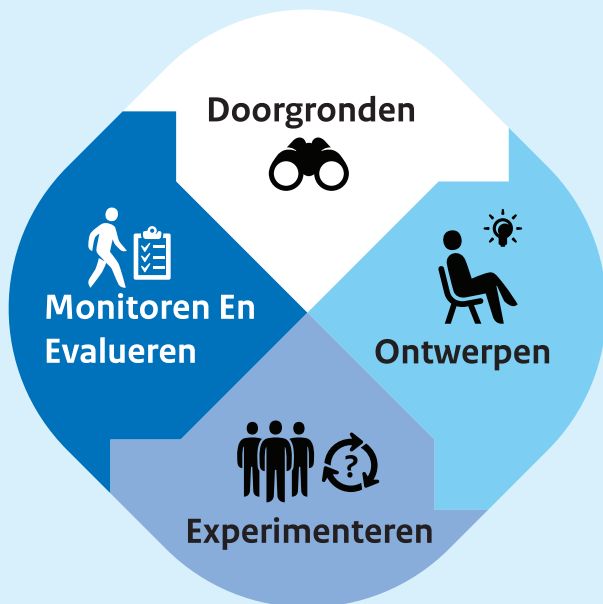 Doorgronden
Monitoren En
Evalueren
Ontwerpen
?
Experimenteren